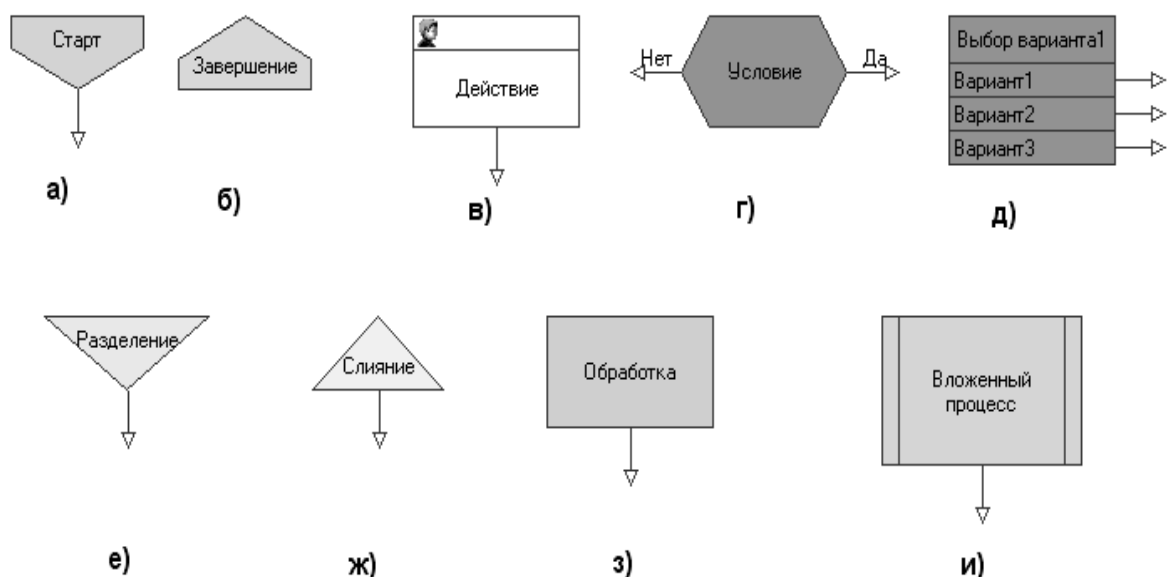 Старт
Завершение
Действие
Нет
Условие
Да
Выбор варианта1
Вариант1
Вариант2
Вариант3
а)
б)
в)
г)
д)
Разделение
Слияние
Обработка
Вложенный
процесс
е)
ж)
з)
и)